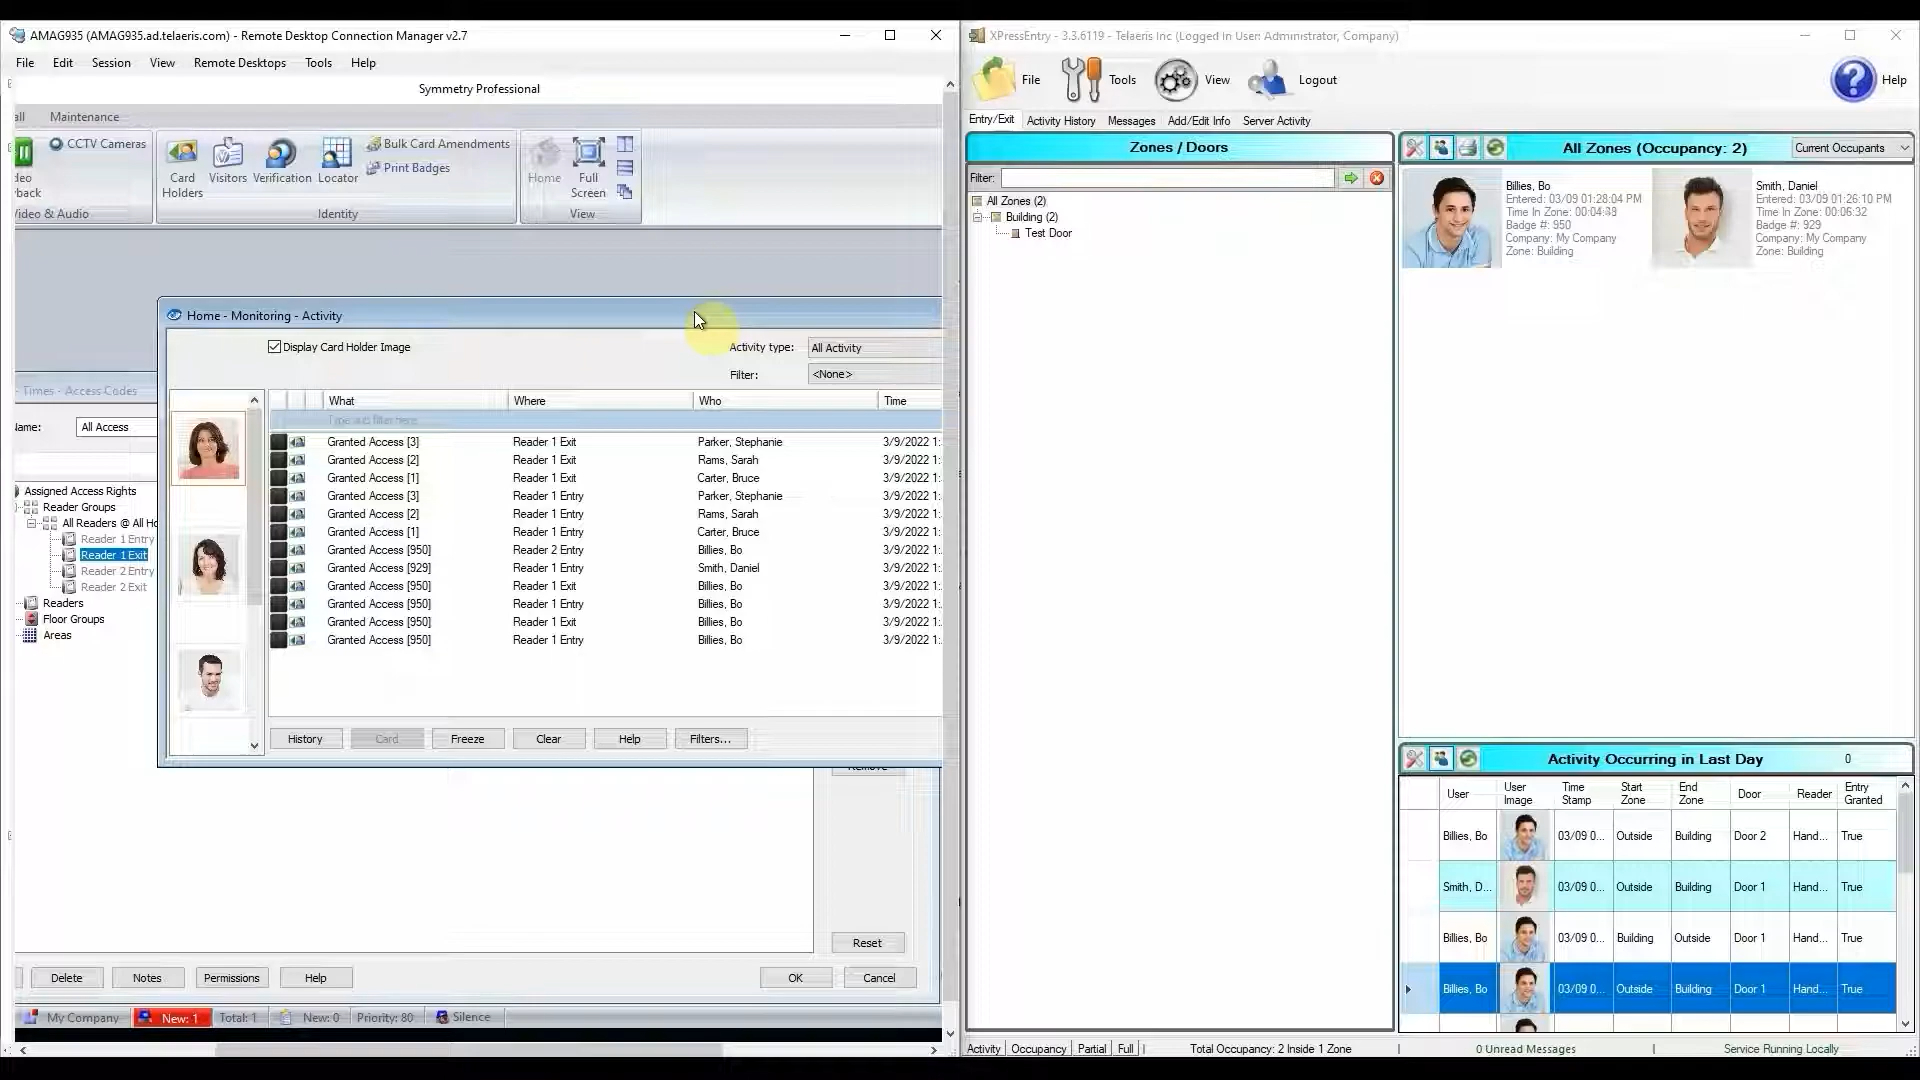 AMAG935 (AMAG935.ad.telaeris.com) - Remote Desktop Connection Manager v2.7
File Edit Session View Remote Desktops Tools Help
Symmetry Professional
Maintenance
CCTV Cameras
Card Holders
Visitors
Verification
Locator
Bulk Card Amendments
Print Badges
Home
Full Screen
Identity
View
Home - Monitoring - Activity
Display Card Holder Image
Activity type: All Activity
Filter: <None>
What Where Who Time
Granted Access [3] Reader 1 Exit Parker, Stephanie 3/9/2022 1:
Granted Access [2] Reader 1 Exit Rams, Sarah 3/9/2022 1:
Granted Access [1] Reader 1 Exit Carter, Bruce 3/9/2022 1:
Granted Access [3] Reader 1 Entry Parker, Stephanie 3/9/2022 1:
Granted Access [2] Reader 1 Entry Rams, Sarah 3/9/2022 1:
Granted Access [1] Reader 1 Entry Carter, Bruce 3/9/2022 1:
Granted Access [950] Reader 2 Entry Billies, Bo 3/9/2022 1:
Granted Access [929] Reader 1 Entry Smith, Daniel 3/9/2022 1:
Granted Access [950] Reader 1 Exit Billies, Bo 3/9/2022 1:
Granted Access [950] Reader 1 Entry Billies, Bo 3/9/2022 1:
Granted Access [950] Reader 1 Exit Billies, Bo 3/9/2022 1:
Granted Access [950] Reader 1 Entry Billies, Bo 3/9/2022 1:
History Card Freeze Clear Help Filters...
- Times - Access Codes
All Access
Assigned Access Rights
Reader Groups
All Readers @ All Ho
Reader 1 Entry
Reader 1 Exit
Reader 2 Entry
Reader 2 Exit
Readers
Floor Groups
Areas
Reset
Delete Notes Permissions Help OK Cancel
My Company New: 1 Total: 1 New: 0 Priority: 80 Silence
XPressEntry - 3.3.6119 - Telaeris Inc (Logged In User: Administrator, Company)
File Tools View Logout Help
Entry/Exit Activity History Messages Add/Edit Info Server Activity
Zones / Doors
Filter:
All Zones (2)
Building (2)
Test Door
All Zones (Occupancy: 2)
Current Occupants
Billies, Bo
Entered: 03/09 01:28:04 PM
Time In Zone: 00:04:
Badge #: 950
Company: My Company
Zone: Building
Smith, Daniel
Entered: 03/09 01:26:10 PM
Time In Zone: 00:06:32
Badge #: 929
Company: My Company
Zone: Building
Activity Occurring in Last Day 0
User User Image Time Stamp Start Zone End Zone Door Reader Entry Granted
Billies, Bo 03/09 0... Outside Building Door 2 Hand... True
Smith, D... 03/09 0... Outside Building Door 1 Hand... True
Billies, Bo 03/09 0... Building Outside Door 1 Hand... True
Billies, Bo 03/09 0... Outside Building Door 1 Hand... True
Activity Occupancy Partial Full Total Occupancy: 2 Inside 1 Zone 0 Unread Messages Service Running Locally